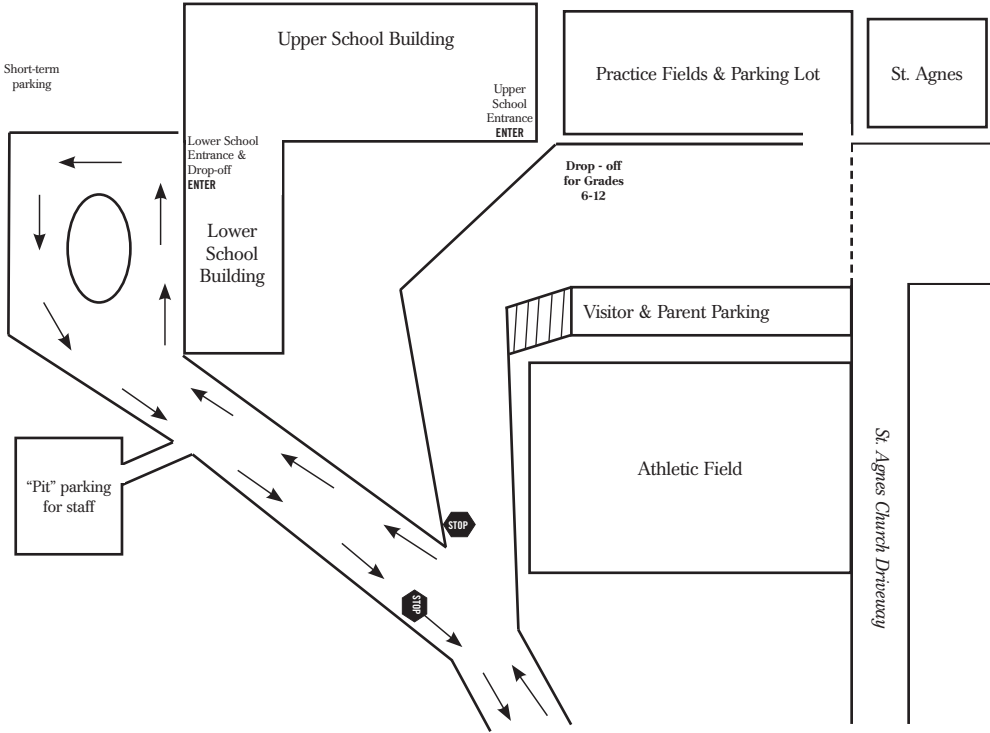 Upper School Building
Short-term
parking
Upper
School
Entrance
ENTER
Practice Fields & Parking Lot
St. Agnes
Lower School
Entrance &
Drop-off
ENTER
Drop - off
for Grades
6-12
Lower
School
Building
Visitor & Parent Parking
Athletic Field
"Pit" parking
for staff
STOP
STOP
St. Agnes Church Driveway